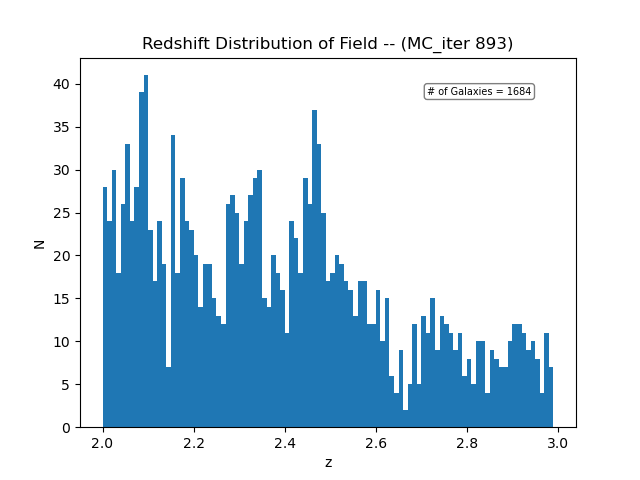 Redshift Distribution of Field -- (MC_iter 893)
# of Galaxies = 1684
N
40
35
30
25
20
15
10
5
0
2.0 2.2 2.4 2.6 2.8 3.0
z